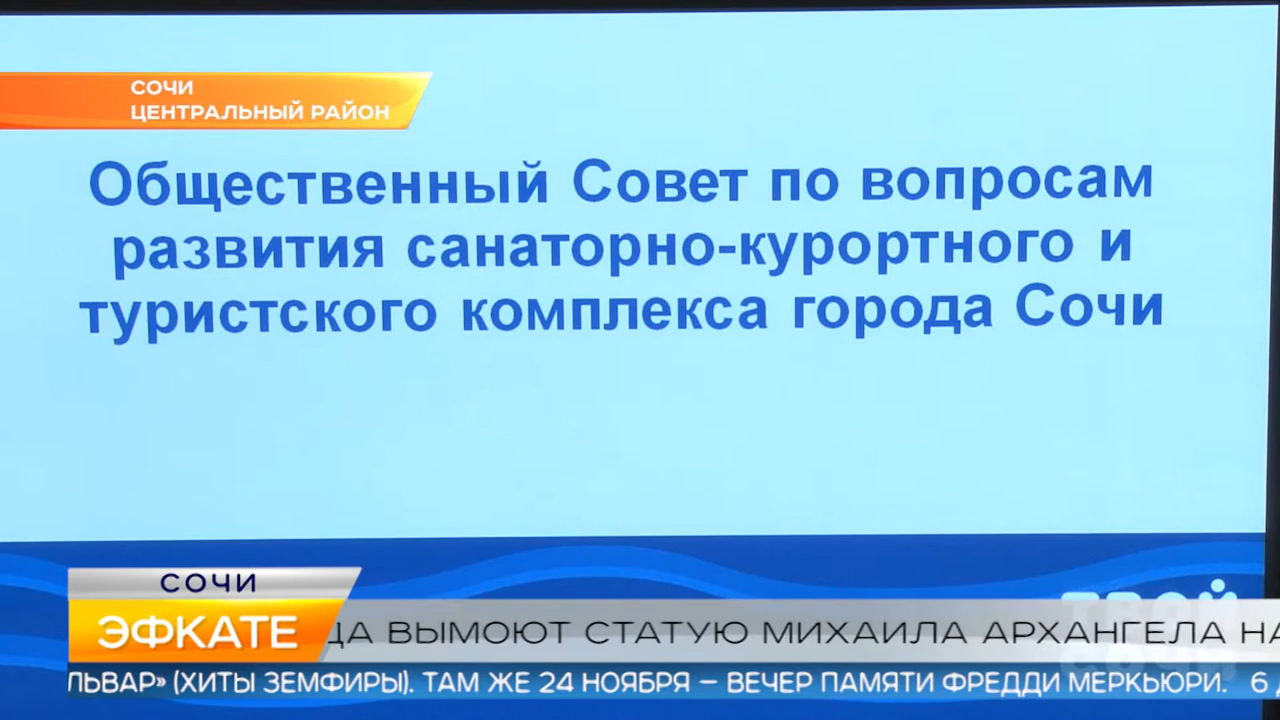 СОЧИ
ЦЕНТРАЛЬНЫЙ РАЙОН
Общественный Совет по вопросам
развития санаторно-курортного и
туристского комплекса города Сочи
СОЧИ
ТВОЙ
ЭФКАТЕ
ДА ВЫМОЮТ СТАТУЮ МИХАИЛА АРХАНГЕЛА НА
ЛЬВАР» (ХИТЫ ЗЕМФИРЫ). ТАМ ЖЕ 24 НОЯБРЯ – ВЕЧЕР ПАМЯТИ ФРЕДДИ МЕРКЬЮРИ. 6